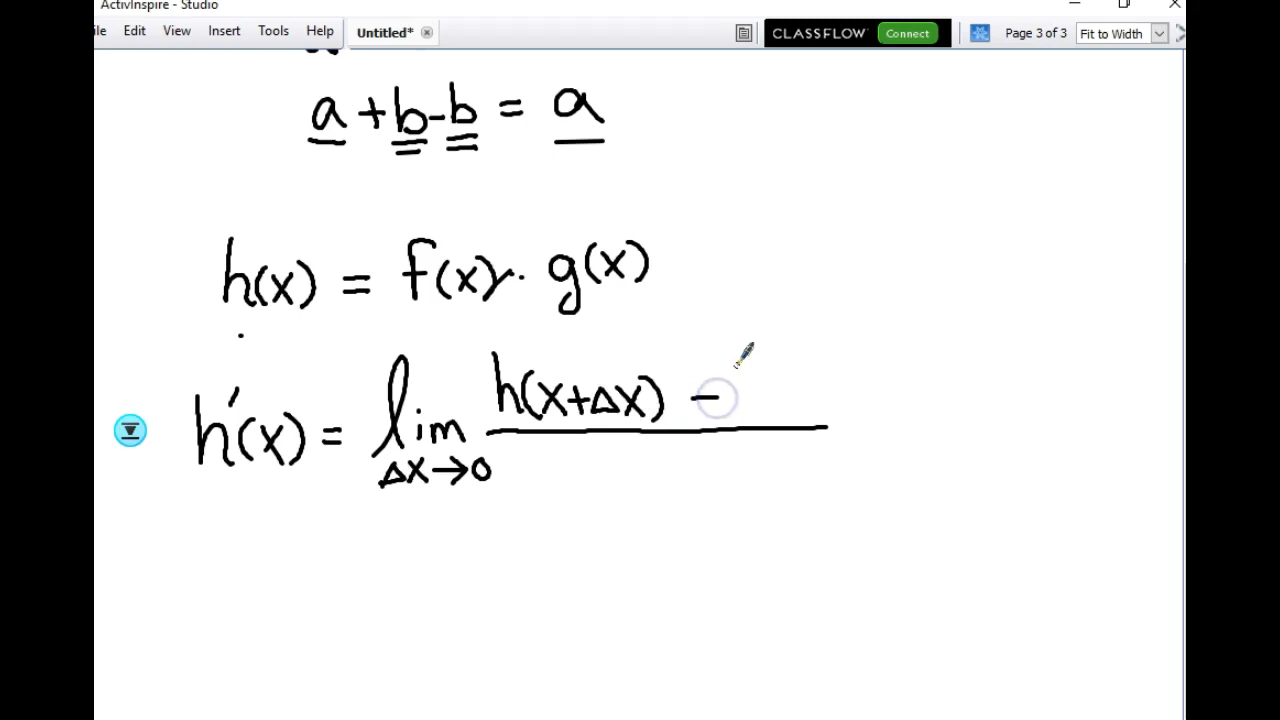 ActivInspire - Studio
ile Edit View Insert Tools Help Untitled* CLASSFLOW Connect Page 3 of 3 Fit to Width
a + b - b = a
h(x) = f(x) · g(x)
h'(x) = lim h(x+Δx) -
Δx→0